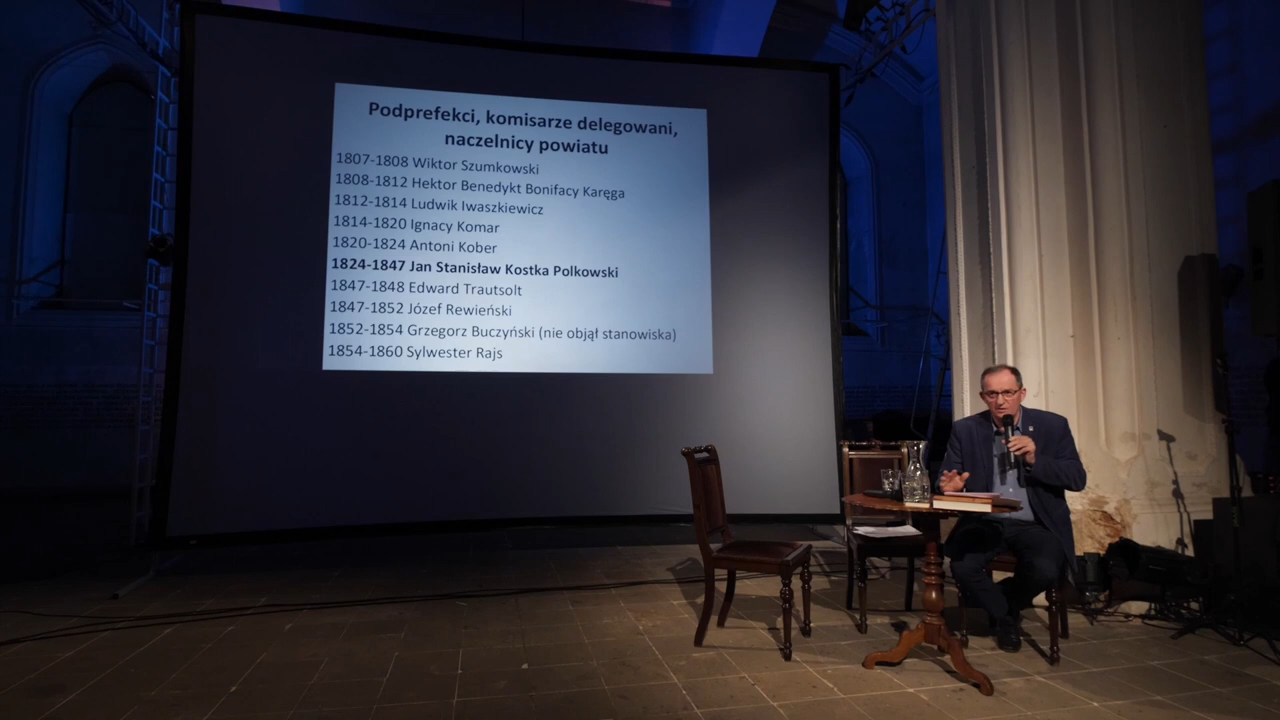 Podprefekci, komisarze delegowani,
naczelnicy powiatu
1807-1808 Wiktor Szumkowski
1808-1812 Hektor Benedykt Bonifacy Karęga
1812-1814 Ludwik Iwaszkiewicz
1814-1820 Ignacy Komar
1820-1824 Antoni Kober
1824-1847 Jan Stanisław Kostka Polkowski
1847-1848 Edward Trautsolt
1847-1852 Józef Rewieński
1852-1854 Grzegorz Buczyński (nie objął stanowiska)
1854-1860 Sylwester Rajs